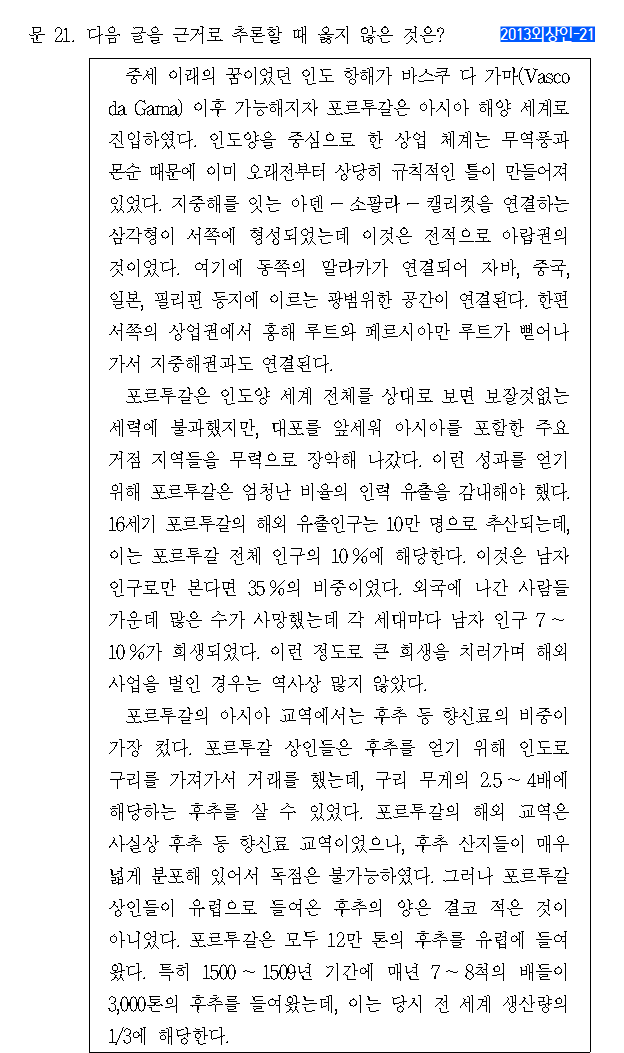 문 21. 다음 글을 근거로 추론할 때 옳지 않은 것은? 2013외상인-21
중세 이래의 꿈이었던 인도 항해가 바스쿠 다 가마(Vasco
da Gama) 이후 가능해지자 포르투갈은 아시아 해양 세계로
진입하였다. 인도양을 중심으로 한 상업 체계는 무역풍과
몬순 때문에 이미 오래전부터 상당히 규칙적인 틀이 만들어져
있었다. 지중해를 잇는 아덴 - 소팔라 - 캘리컷을 연결하는
삼각형이 서쪽에 형성되었는데 이것은 전적으로 아랍권의
것이었다. 여기에 동쪽의 말라카가 연결되어 자바, 중국,
일본, 필리핀 등지에 이르는 광범위한 공간이 연결된다. 한편
서쪽의 상업권에서 홍해 루트와 페르시아만 루트가 뻗어나
가서 지중해권과도 연결된다.
포르투갈은 인도양 세계 전체를 상대로 보면 보잘것없는
세력에 불과했지만, 대포를 앞세워 아시아를 포함한 주요
거점 지역들을 무력으로 장악해 나갔다. 이런 성과를 얻기
위해 포르투갈은 엄청난 비율의 인력 유출을 감내해야 했다.
16세기 포르투갈의 해외 유출인구는 10만 명으로 추산되는데,
이는 포르투갈 전체 인구의 10%에 해당한다. 이것은 남자
인구로만 본다면 35%의 비중이었다. 외국에 나간 사람들
가운데 많은 수가 사망했는데 각 세대마다 남자 인구 7 ~
10%가 희생되었다. 이런 정도로 큰 희생을 치러가며 해외
사업을 벌인 경우는 역사상 많지 않았다.
포르투갈의 아시아 교역에서는 후추 등 향신료의 비중이
가장 컸다. 포르투갈 상인들은 후추를 얻기 위해 인도로
구리를 가져가서 거래를 했는데, 구리 무게의 2.5 ~ 4배에
해당하는 후추를 살 수 있었다. 포르투갈의 해외 교역은
사실상 후추 등 향신료 교역이었으나, 후추 산지들이 매우
넓게 분포해 있어서 독점은 불가능하였다. 그러나 포르투갈
상인들이 유럽으로 들여온 후추의 양은 결코 적은 것이
아니었다. 포르투갈은 모두 12만 톤의 후추를 유럽에 들여
왔다. 특히 1500 ~ 1509년 기간에 매년 7 ~ 8척의 배들이
3,000톤의 후추를 들여왔는데, 이는 당시 전 세계 생산량의
1/3에 해당한다.